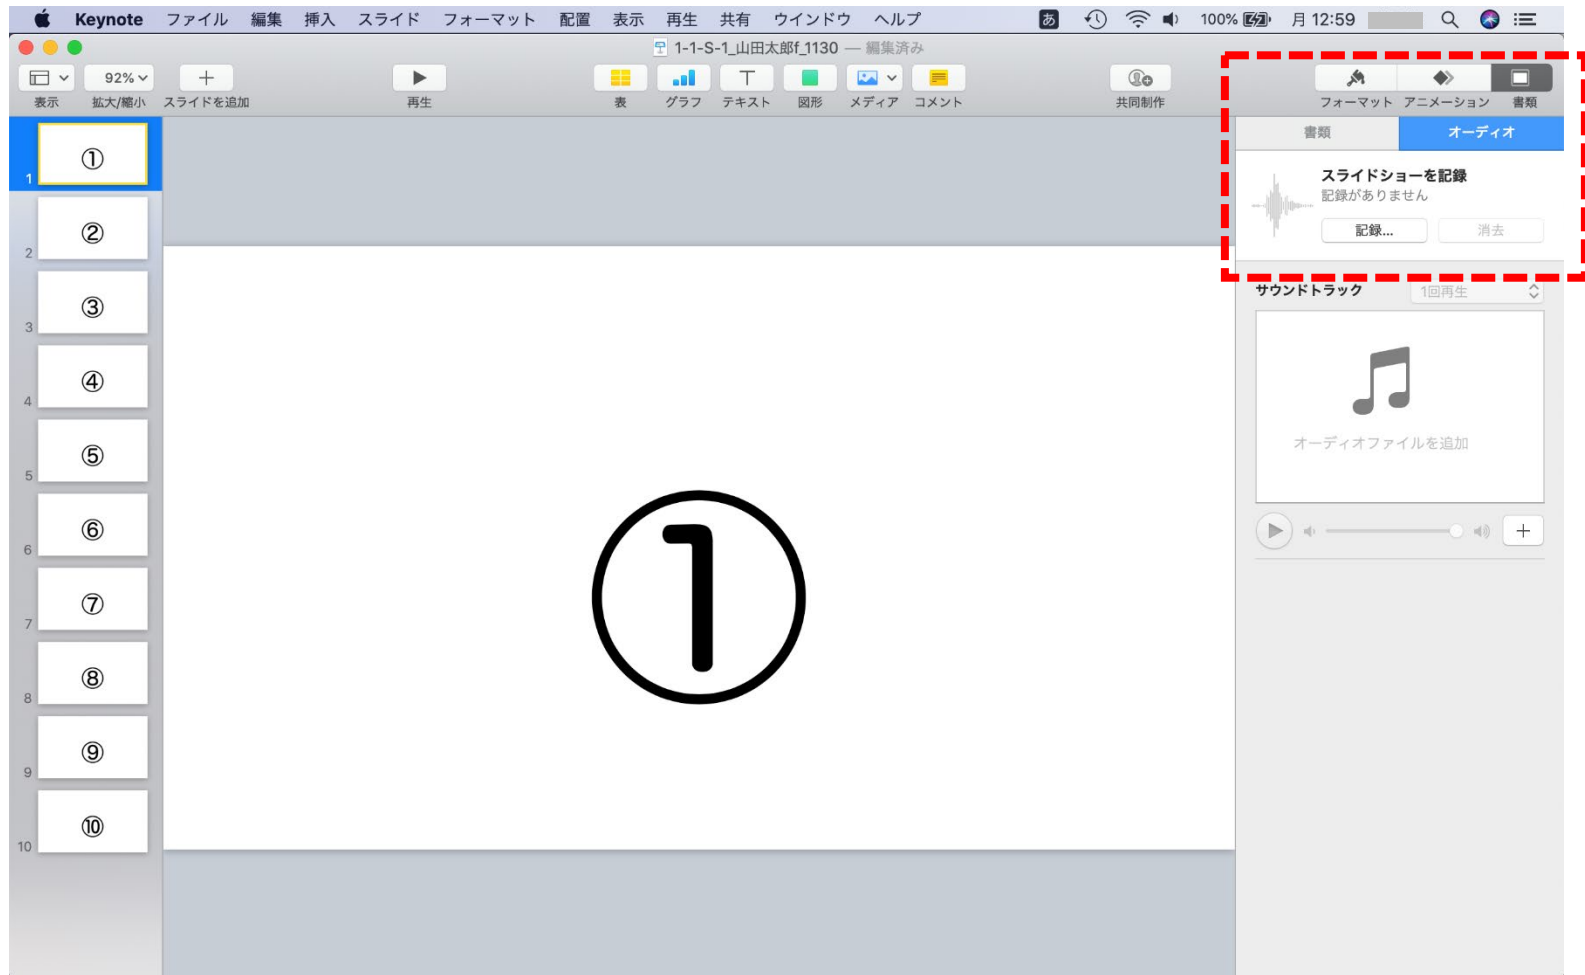 Keynote ファイル 編集 挿入 スライド フォーマット 配置 表示 再生 共有 ウインドウ ヘルプ あ 100% 月 12:59
1-1-S-1_山田太郎f_1130 — 編集済み
92%
表示 拡大/縮小 スライドを追加 再生 表 グラフ テキスト 図形 メディア コメント 共同制作 フォーマット アニメーション 書類
書類 オーディオ
スライドショーを記録
記録がありません
記録... 消去
サウンドトラック 1回再生
オーディオファイルを追加
①
1
②
2
③
3
④
4
⑤
5
⑥
6
⑦
7
⑧
8
⑨
9
⑩
10
①